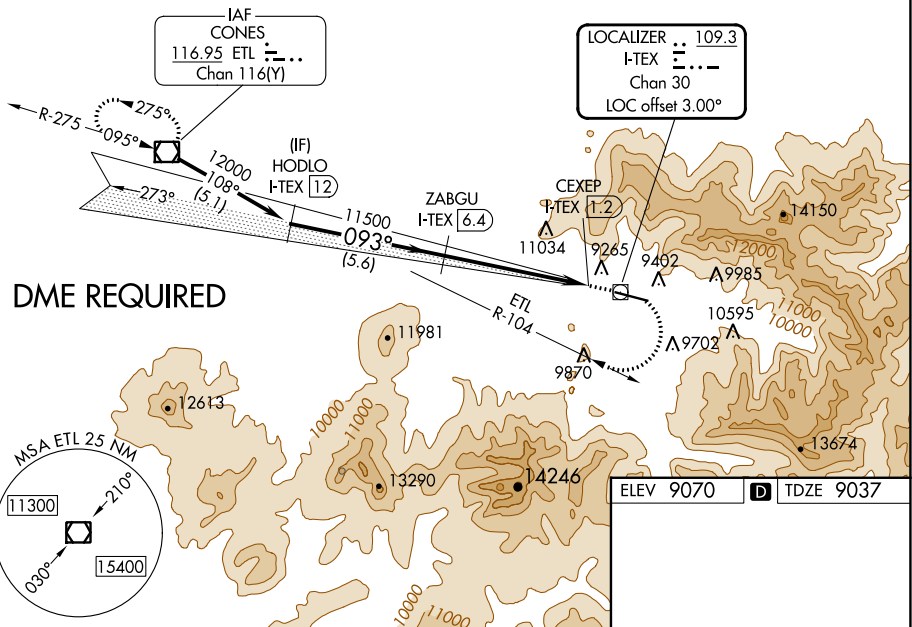 IAF
CONES
116.95 ETL
Chan 116(Y)
LOCALIZER 109.3
I-TEX
Chan 30
LOC offset 3.00°
R-275
095°
275°
12000
108°
(5.1)
(IF)
HODLO
I-TEX 12
273°
11500
093°
(5.6)
ZABGU
I-TEX 6.4
CEXEP
I-TEX 1.2
11034
9265
9402
9985
14150
12000
11000
10000
10595
9702
9870
ETL
R-104
DME REQUIRED
11981
12613
10000
11000
13290
14246
13674
MSA ETL 25 NM
11300
210°
030°
15400
10000
11000
ELEV 9070 D TDZE 9037